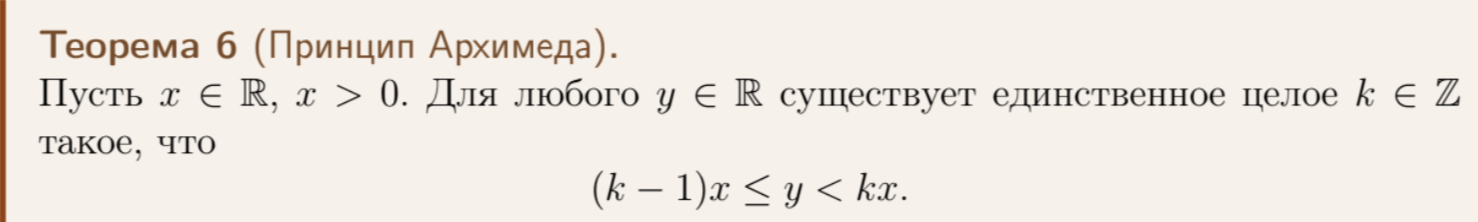 Теорема 6 (Принцип Архимеда).
Пусть x ∈ ℝ, x > 0. Для любого y ∈ ℝ существует единственное целое k ∈ ℤ
такое, что
(k − 1)x ≤ y < kx.